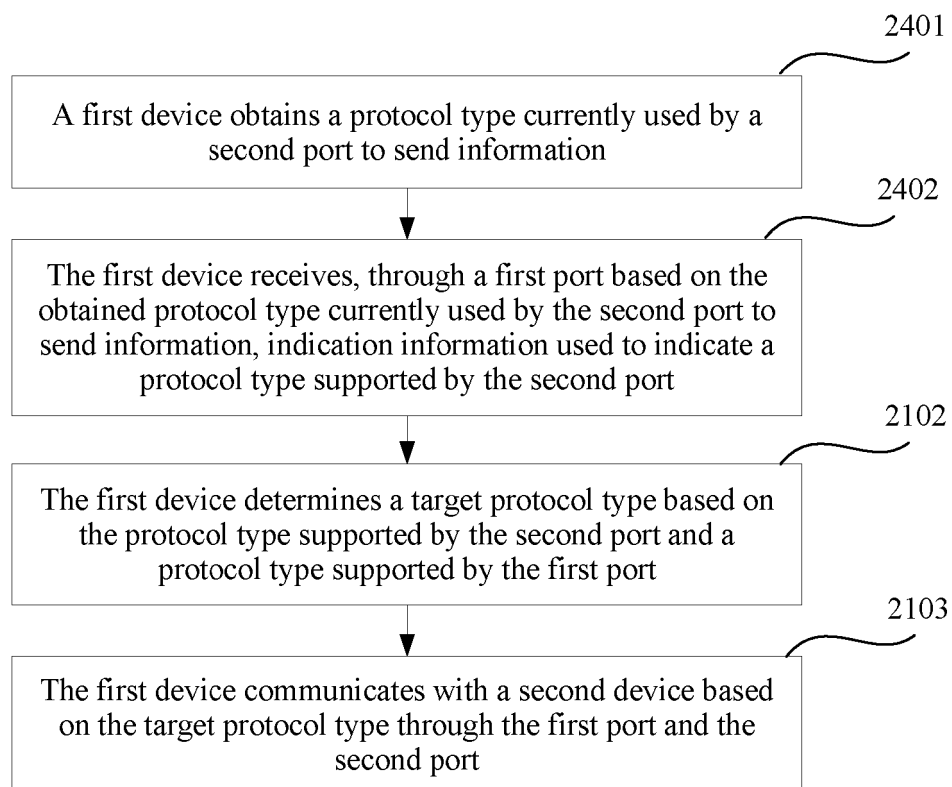 2401
A first device obtains a protocol type currently used by a
second port to send information
2402
The first device receives, through a first port based on the
obtained protocol type currently used by the second port to
send information, indication information used to indicate a
protocol type supported by the second port
2102
The first device determines a target protocol type based on
the protocol type supported by the second port and a
protocol type supported by the first port
2103
The first device communicates with a second device based
on the target protocol type through the first port and the
second port